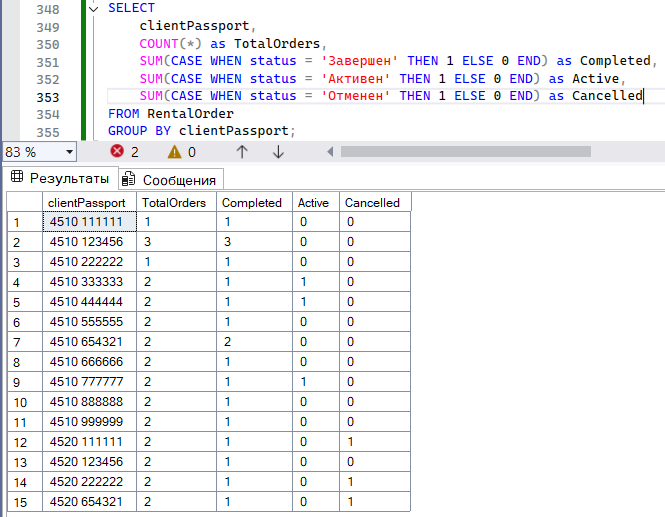 348 SELECT
349 clientPassport,
350 COUNT(*) as TotalOrders,
351 SUM(CASE WHEN status = 'Завершен' THEN 1 ELSE 0 END) as Completed,
352 SUM(CASE WHEN status = 'Активен' THEN 1 ELSE 0 END) as Active,
353 SUM(CASE WHEN status = 'Отменен' THEN 1 ELSE 0 END) as Cancelled
354 FROM RentalOrder
355 GROUP BY clientPassport;
83 % 2 0
Результаты Сообщения
clientPassport TotalOrders Completed Active Cancelled
1 4510 111111 1 1 0 0
2 4510 123456 3 3 0 0
3 4510 222222 1 1 0 0
4 4510 333333 2 1 1 0
5 4510 444444 2 1 1 0
6 4510 555555 2 1 0 0
7 4510 654321 2 2 0 0
8 4510 666666 2 1 0 0
9 4510 777777 2 1 1 0
10 4510 888888 2 1 0 0
11 4510 999999 2 1 0 0
12 4520 111111 2 1 0 1
13 4520 123456 2 1 0 0
14 4520 222222 2 1 0 1
15 4520 654321 2 1 0 1